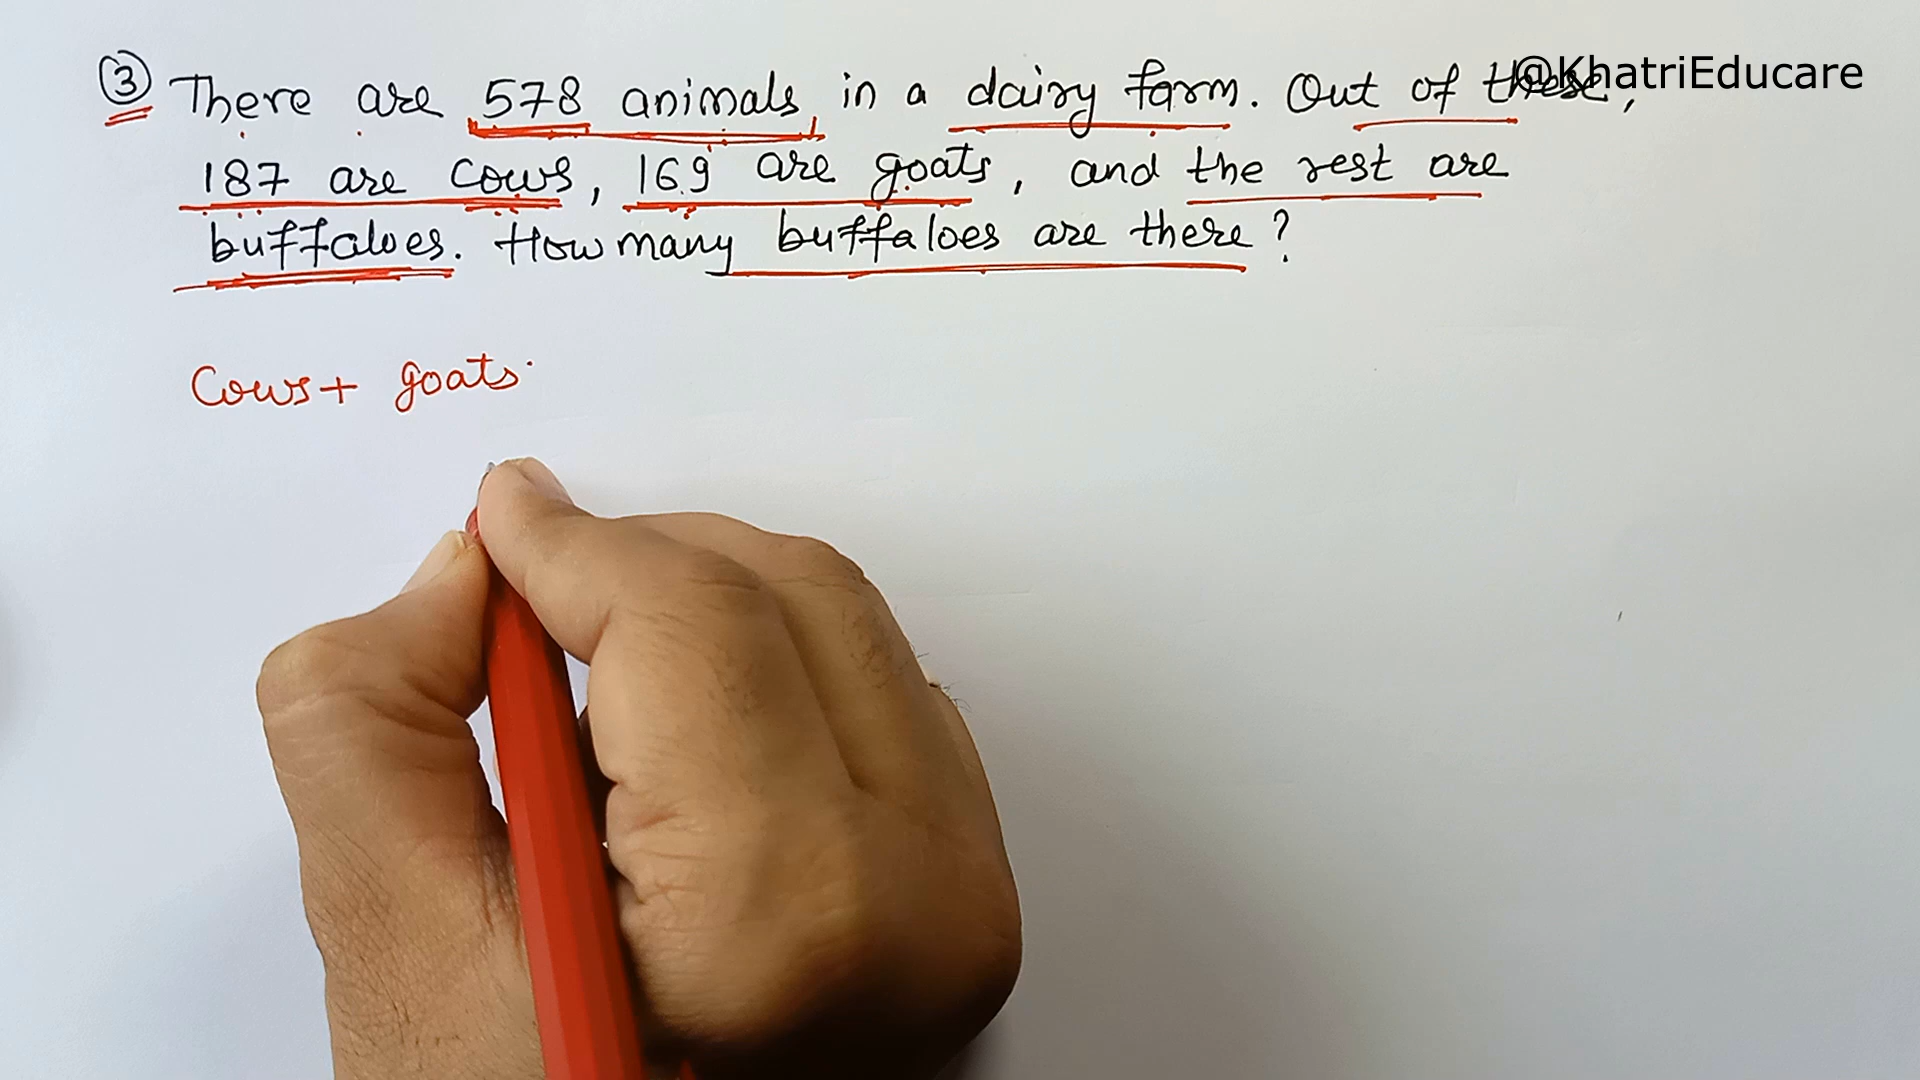 @KhatriEducare
③ There are 578 animals in a dairy farm. Out of these,
187 are cows, 169 are goats, and the rest are
buffaloes. How many buffaloes are there?
Cows + goats